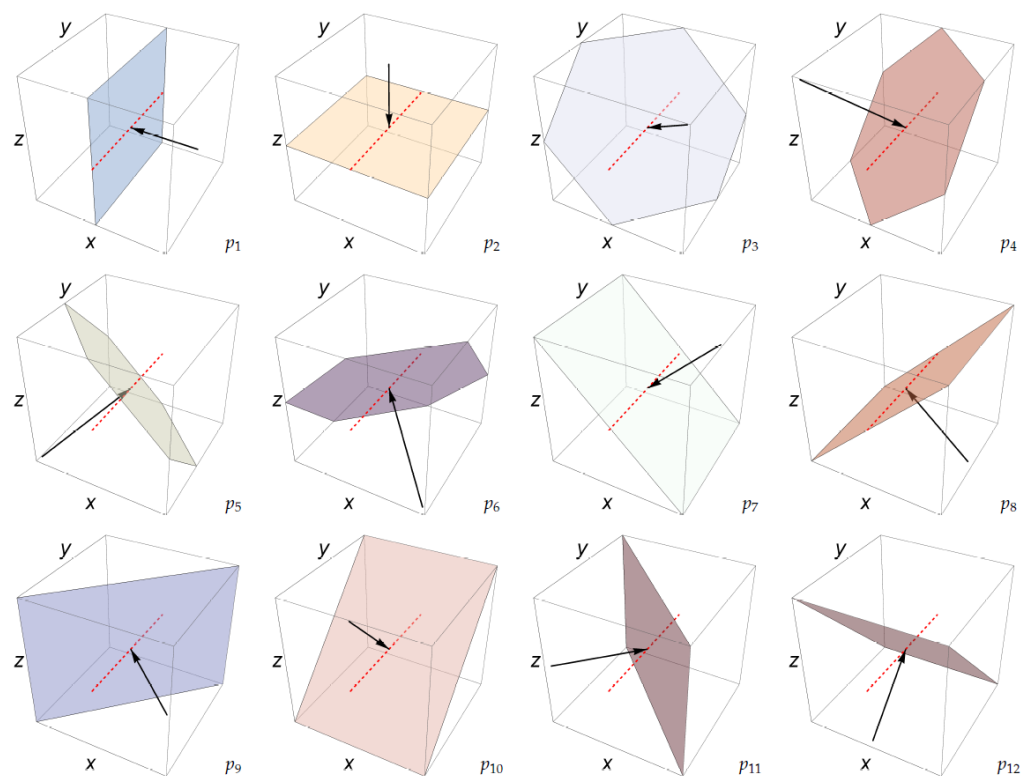 y y y y
z z z z
x p1 x p2 x p3 x p4
y y y y
z z z z
x p5 x p6 x p7 x p8
y y y y
z z z z
x p9 x p10 x p11 x p12